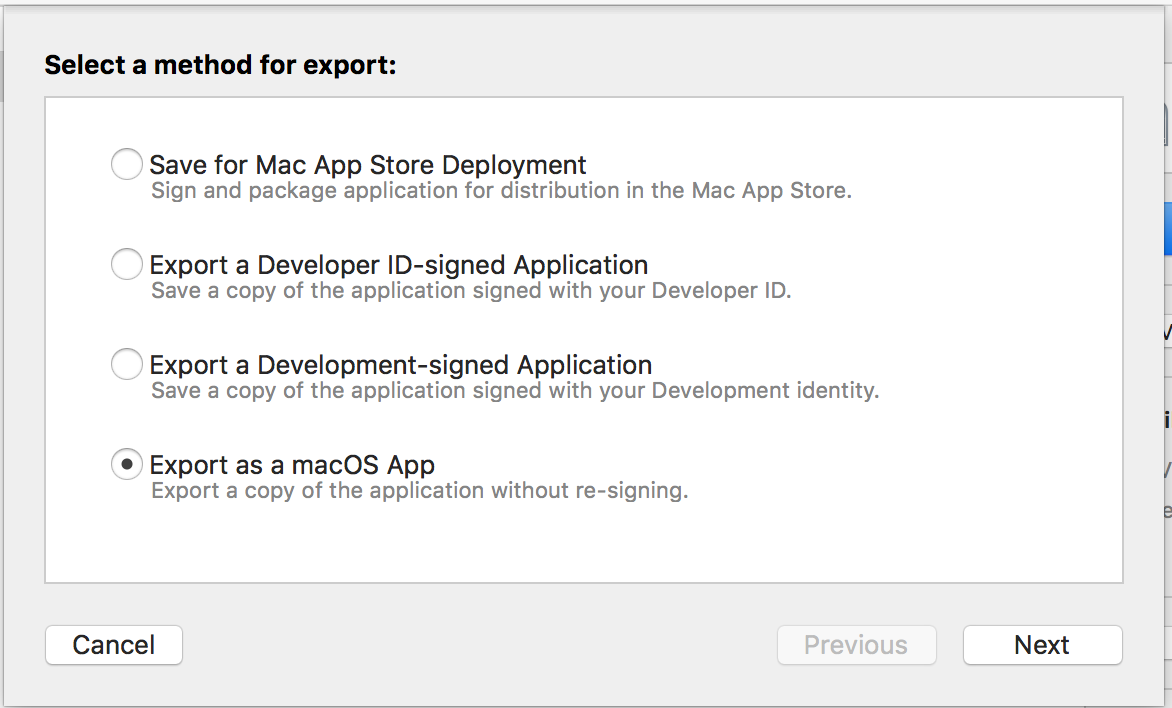 Select a method for export:
Save for Mac App Store Deployment
Sign and package application for distribution in the Mac App Store.
Export a Developer ID-signed Application
Save a copy of the application signed with your Developer ID.
Export a Development-signed Application
Save a copy of the application signed with your Development identity.
Export as a macOS App
Export a copy of the application without re-signing.
Cancel
Previous
Next